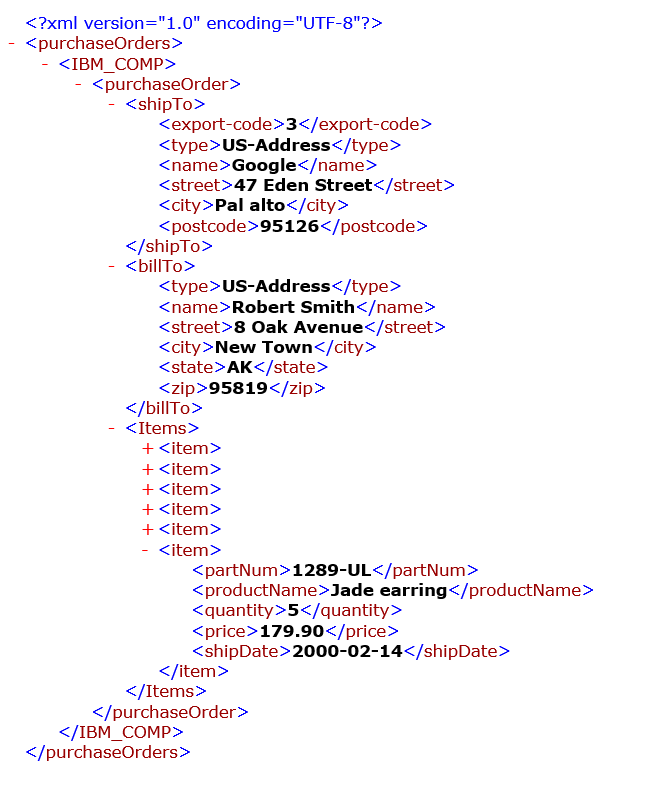 <?xml version="1.0" encoding="UTF-8"?>
- <purchaseOrders>
- <IBM_COMP>
- <purchaseOrder>
- <shipTo>
<export-code>3</export-code>
<type>US-Address</type>
<name>Google</name>
<street>47 Eden Street</street>
<city>Pal alto</city>
<postcode>95126</postcode>
</shipTo>
- <billTo>
<type>US-Address</type>
<name>Robert Smith</name>
<street>8 Oak Avenue</street>
<city>New Town</city>
<state>AK</state>
<zip>95819</zip>
</billTo>
- <Items>
+ <item>
+ <item>
+ <item>
+ <item>
+ <item>
- <item>
<partNum>1289-UL</partNum>
<productName>Jade earring</productName>
<quantity>5</quantity>
<price>179.90</price>
<shipDate>2000-02-14</shipDate>
</item>
</Items>
</purchaseOrder>
</IBM_COMP>
</purchaseOrders>